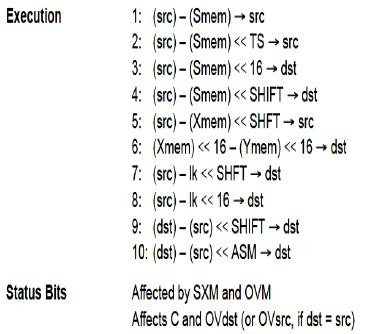 Execution 1: (src) – (Smem) → src
2: (src) – (Smem) << TS → src
3: (src) – (Smem) << 16 → dst
4: (src) – (Smem) << SHIFT → dst
5: (src) – (Xmem) << SHFT → src
6: (Xmem) << 16 – (Ymem) << 16 → dst
7: (src) – lk << SHFT → dst
8: (src) – lk << 16 → dst
9: (dst) – (src) << SHIFT → dst
10: (dst) – (src) << ASM → dst
Status Bits Affected by SXM and OVM
Affects C and OVdst (or OVsrc, if dst = src)